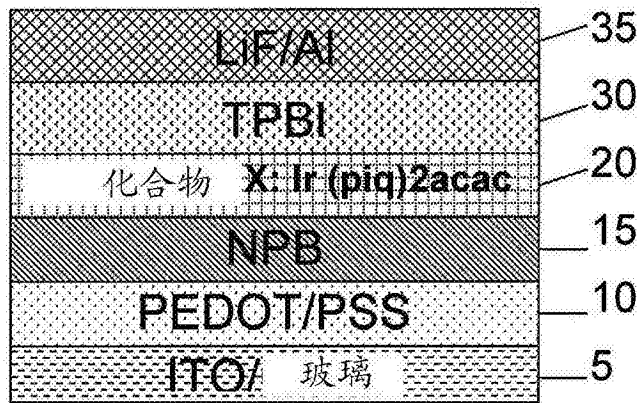 LiF/Al 35
TPBI 30
化合物 X: Ir (piq)2acac 20
NPB 15
PEDOT/PSS 10
ITO/ 玻璃 5